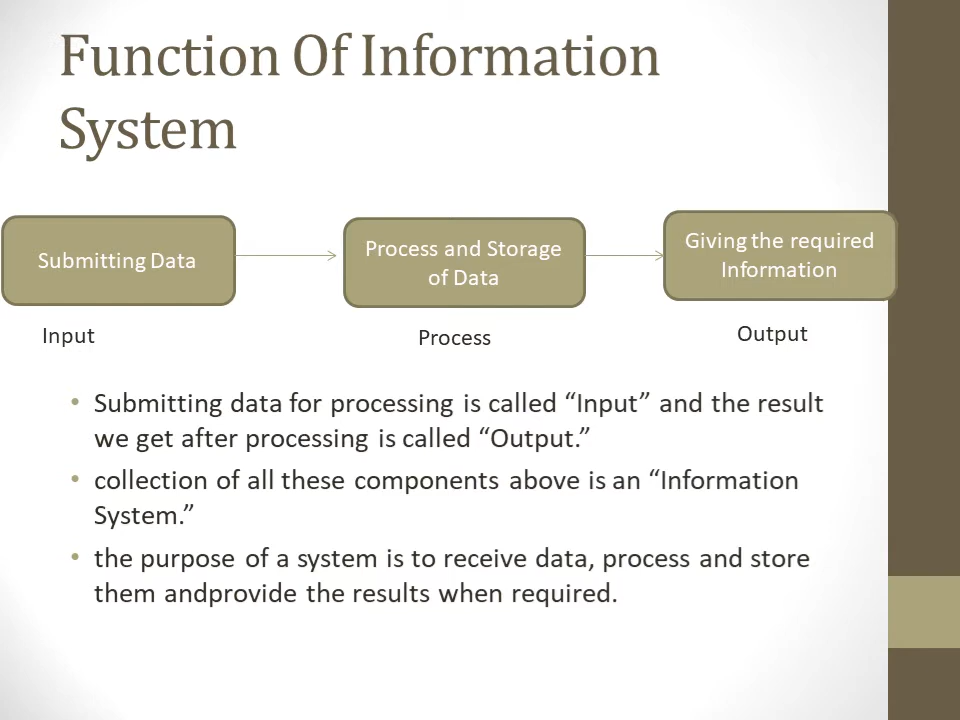 Function Of Information
System
Submitting Data
Process and Storage
of Data
Giving the required
Information
Input
Process
Output
• Submitting data for processing is called “Input” and the result
we get after processing is called “Output.”
• collection of all these components above is an “Information
System.”
• the purpose of a system is to receive data, process and store
them andprovide the results when required.